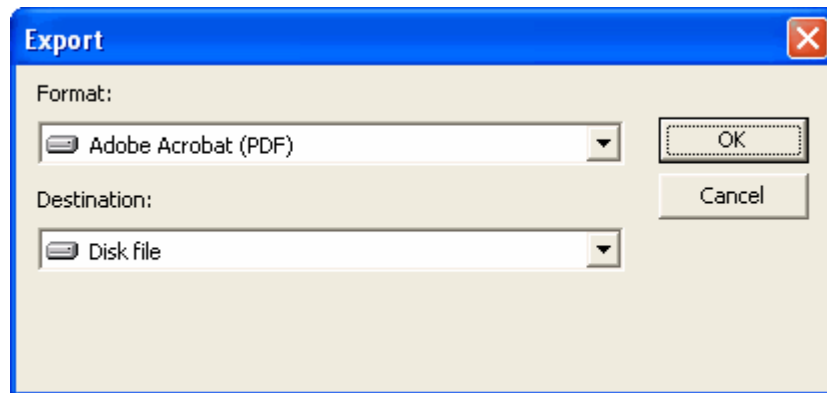 Export
Format:
Adobe Acrobat (PDF)
OK
Destination:
Cancel
Disk file